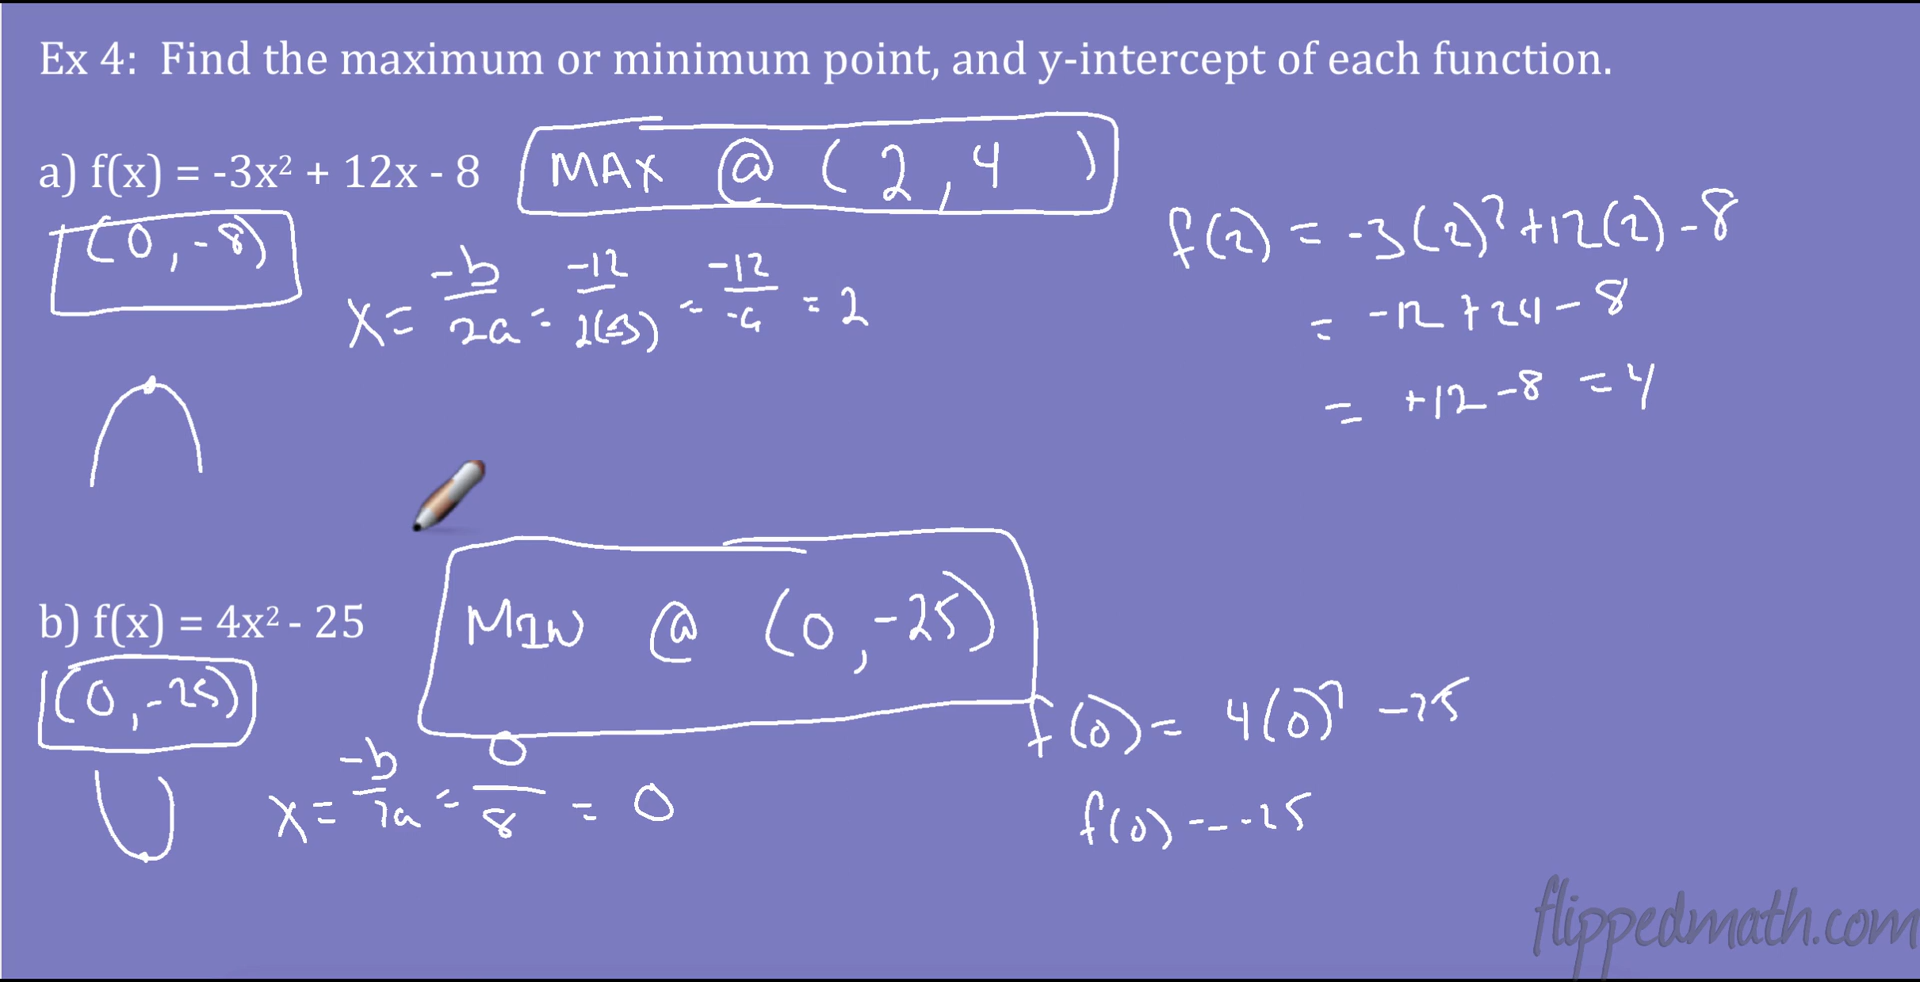 Ex 4: Find the maximum or minimum point, and y-intercept of each function.
a) f(x) = -3x² + 12x - 8
MAX @ (2, 4)
(0, -8)
x = -b/2a = -12/2(-3) = -12/-6 = 2
f(2) = -3(2)² + 12(2) - 8
= -12 + 24 - 8
= +12 - 8 = 4
b) f(x) = 4x² - 25
MIN @ (0, -25)
(0, -25)
x = -b/2a = 0/8 = 0
f(0) = 4(0)² - 25
f(0) = -25
flippedmath.com